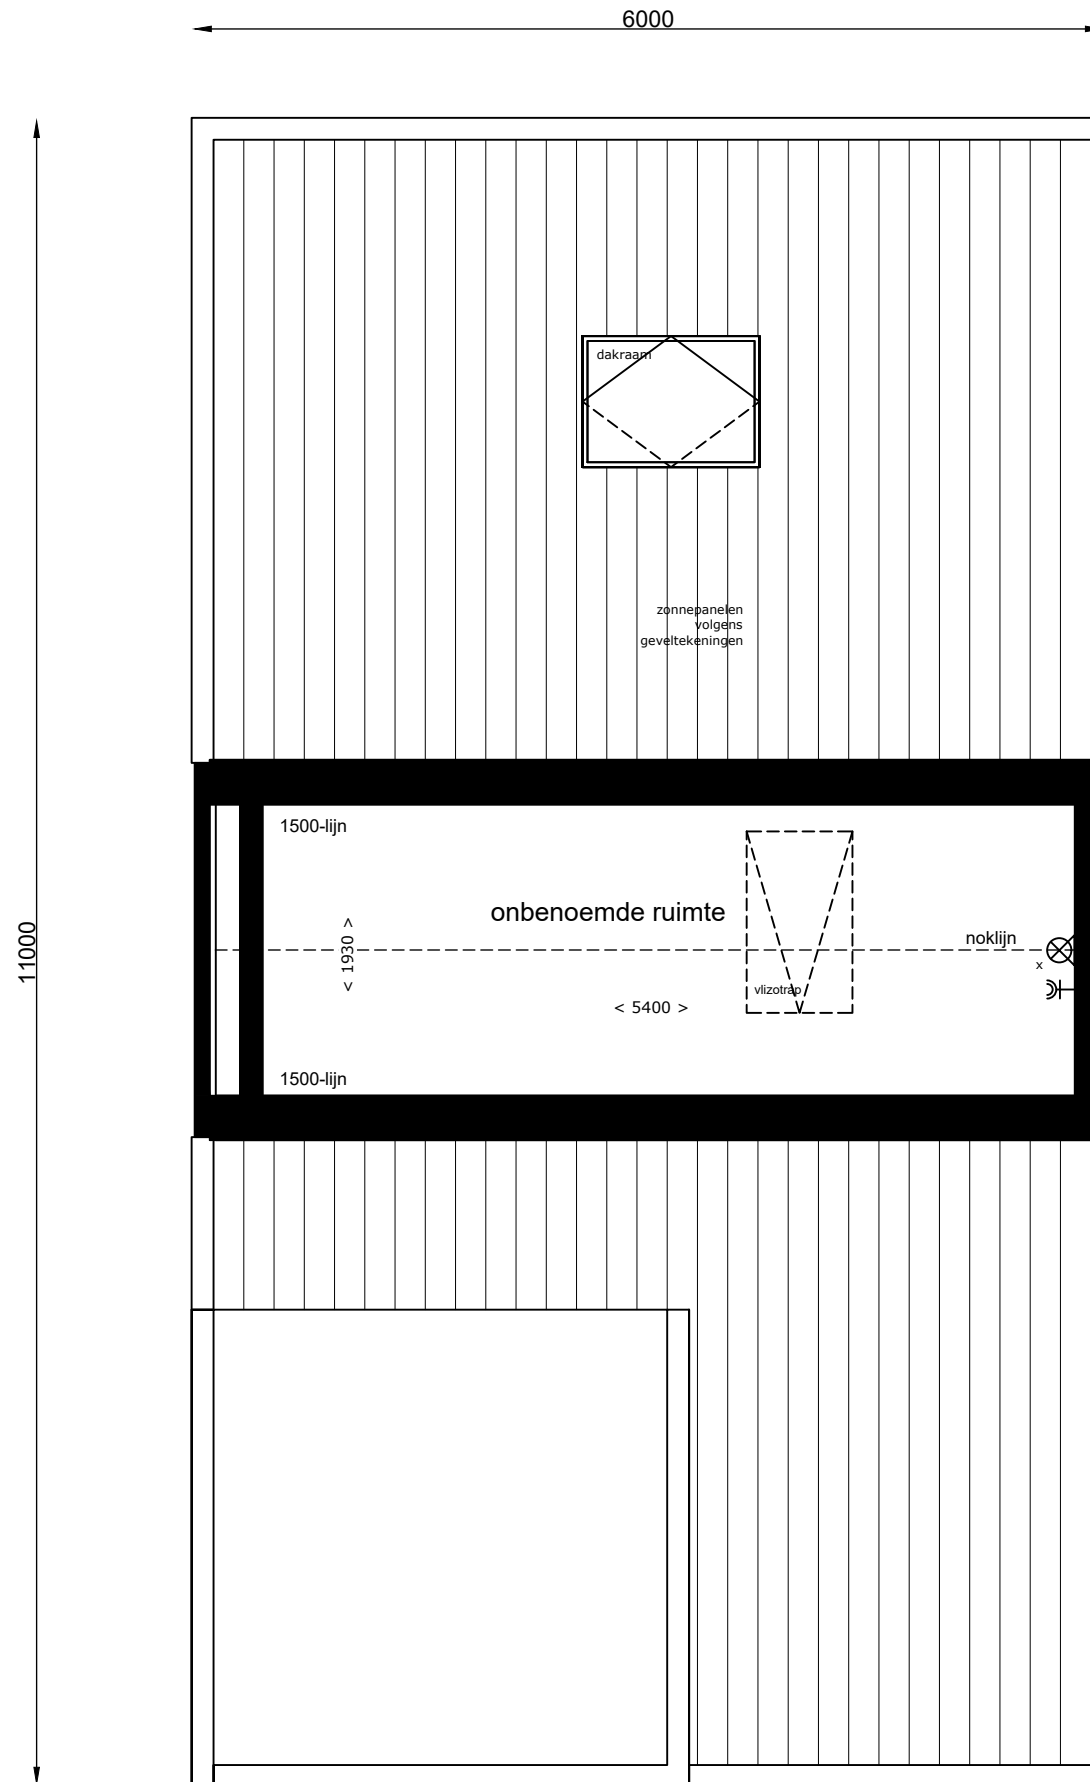 6000
dakraam
zonnepanelen
volgens
geveltekeningen
11000
1500-lijn
onbenoemde ruimte
< 1930 >
noklijn
x
vlizotrap
< 5400 >
1500-lijn